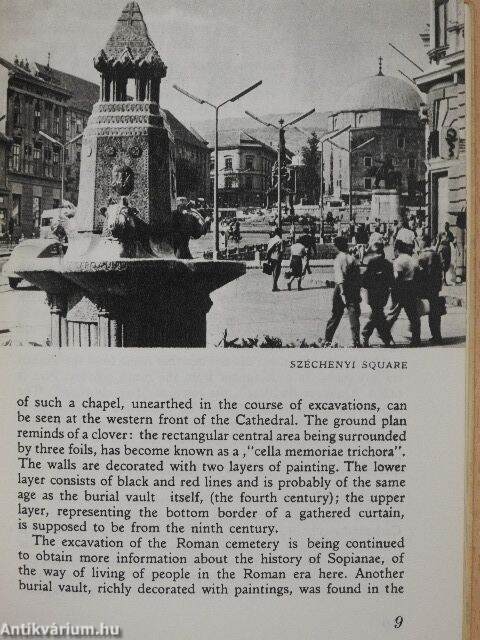 SZÉCHENYI SQUARE
of such a chapel, unearthed in the course of excavations, can
be seen at the western front of the Cathedral. The ground plan
reminds of a clover: the rectangular central area being surrounded
by three foils, has become known as a ,"cella memoriae trichora".
The walls are decorated with two layers of painting. The lower
layer consists of black and red lines and is probably of the same
age as the burial vault itself, (the fourth century); the upper
layer, representing the bottom border of a gathered curtain,
is supposed to be from the ninth century.
The excavation of the Roman cemetery is being continued
to obtain more information about the history of Sopianae, of
the way of living of people in the Roman era here. Another
burial vault, richly decorated with paintings, was found in the
9
Antikvárium.hu